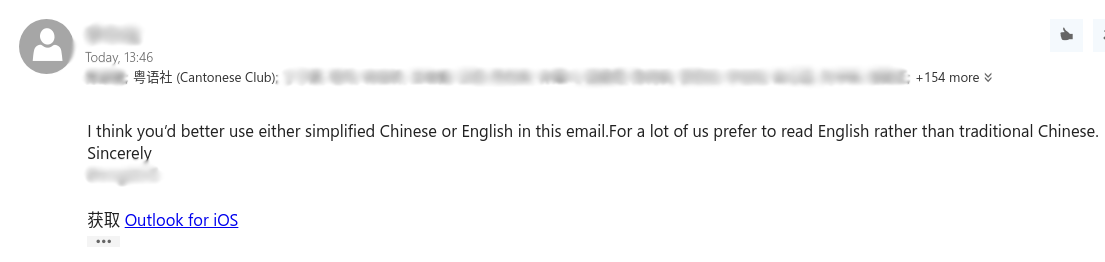 Today, 13:46
粤语社 (Cantonese Club); +154 more
I think you’d better use either simplified Chinese or English in this email.For a lot of us prefer to read English rather than traditional Chinese.
Sincerely
获取 Outlook for iOS